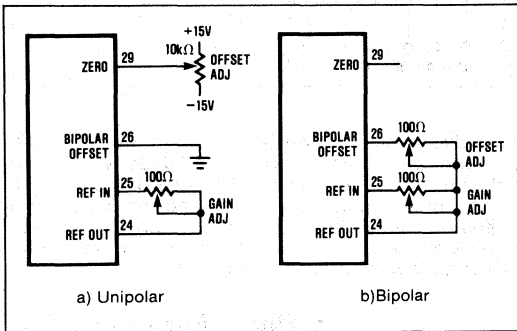 +15V
29
10kΩ
ZERO
OFFSET
ADJ
−15V
26
BIPOLAR
OFFSET
100Ω
25
REF IN
GAIN
ADJ
24
REF OUT
a) Unipolar
29
ZERO
26
100Ω
BIPOLAR
OFFSET
OFFSET
ADJ
100Ω
25
REF IN
GAIN
ADJ
24
REF OUT
b)Bipolar